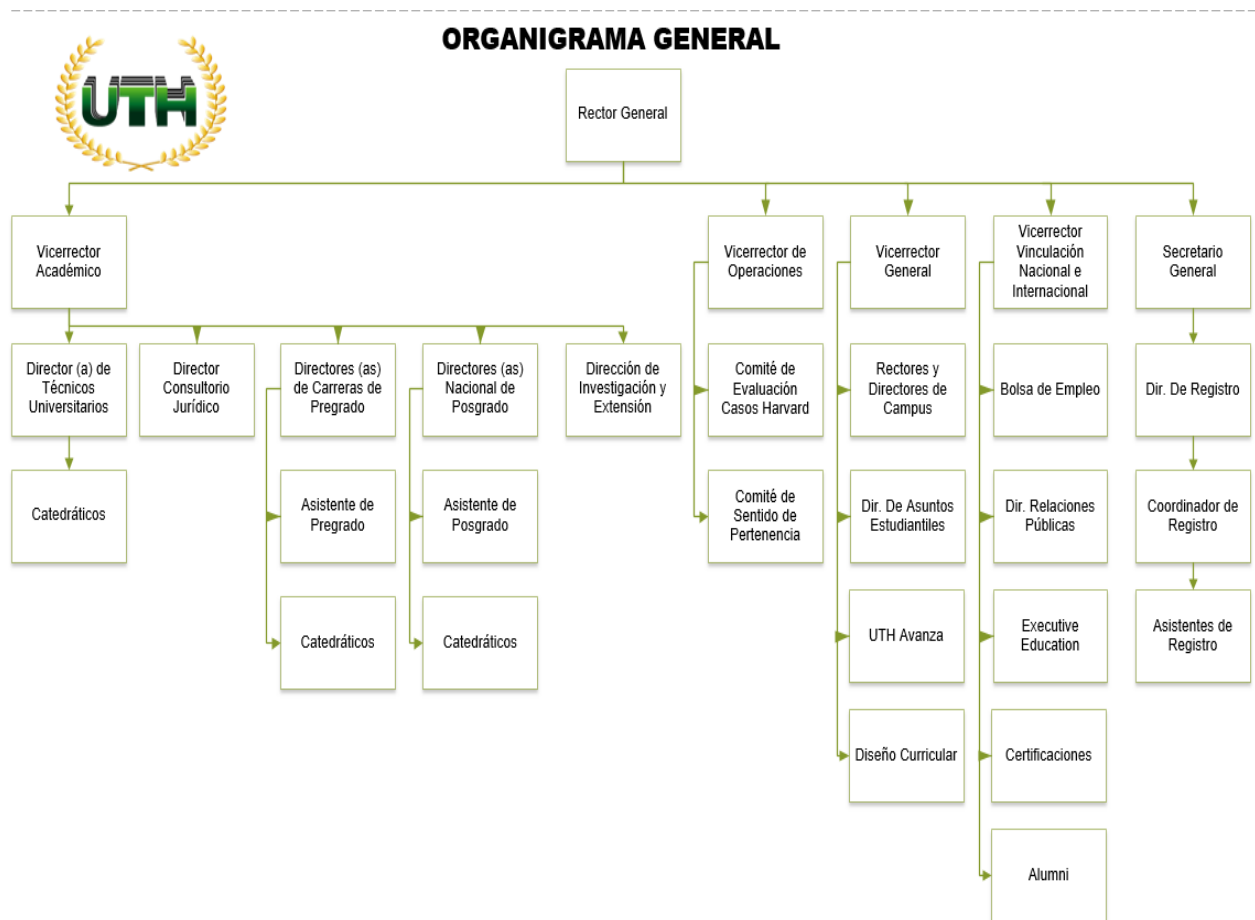 ORGANIGRAMA GENERAL
UTH
Rector General
Vicerrector
Académico
Vicerrector de
Operaciones
Vicerrector
General
Vicerrector
Vinculación
Nacional e
Internacional
Secretario
General
Director (a) de
Técnicos
Universitarios
Director
Consultorio
Jurídico
Directores (as)
de Carreras de
Pregrado
Directores (as)
Nacional de
Posgrado
Dirección de
Investigación y
Extensión
Comité de
Evaluación
Casos Harvard
Rectores y
Directores de
Campus
Bolsa de Empleo
Dir. De Registro
Catedráticos
Asistente de
Pregrado
Asistente de
Posgrado
Comité de
Sentido de
Pertenencia
Dir. De Asuntos
Estudiantiles
Dir. Relaciones
Públicas
Coordinador de
Registro
Catedráticos
Catedráticos
UTH Avanza
Executive
Education
Asistentes de
Registro
Diseño Curricular
Certificaciones
Alumni